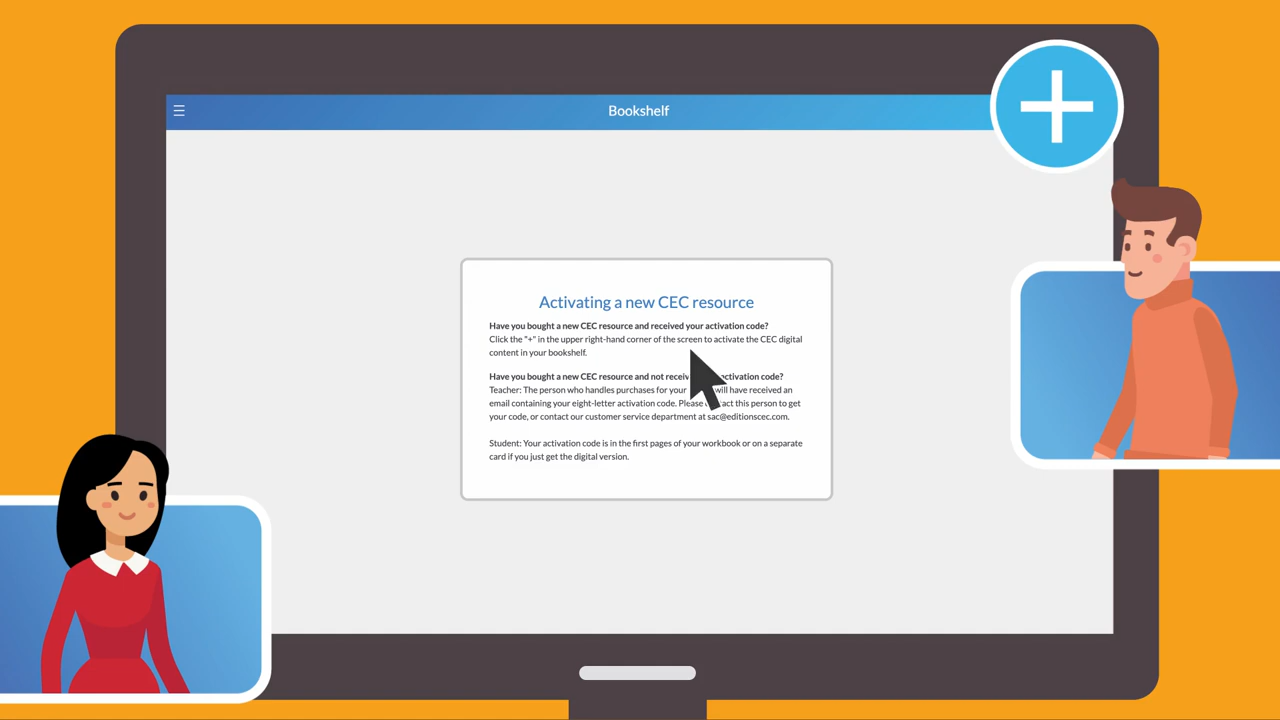 Bookshelf
Activating a new CEC resource
Have you bought a new CEC resource and received your activation code?
Click the "+" in the upper right-hand corner of the screen to activate the CEC digital
content in your bookshelf.
Have you bought a new CEC resource and not receiv activation code?
Teacher: The person who handles purchases for your will have received an
email containing your eight-letter activation code. Please act this person to get
your code, or contact our customer service department at sac@editionscec.com.
Student: Your activation code is in the first pages of your workbook or on a separate
card if you just get the digital version.